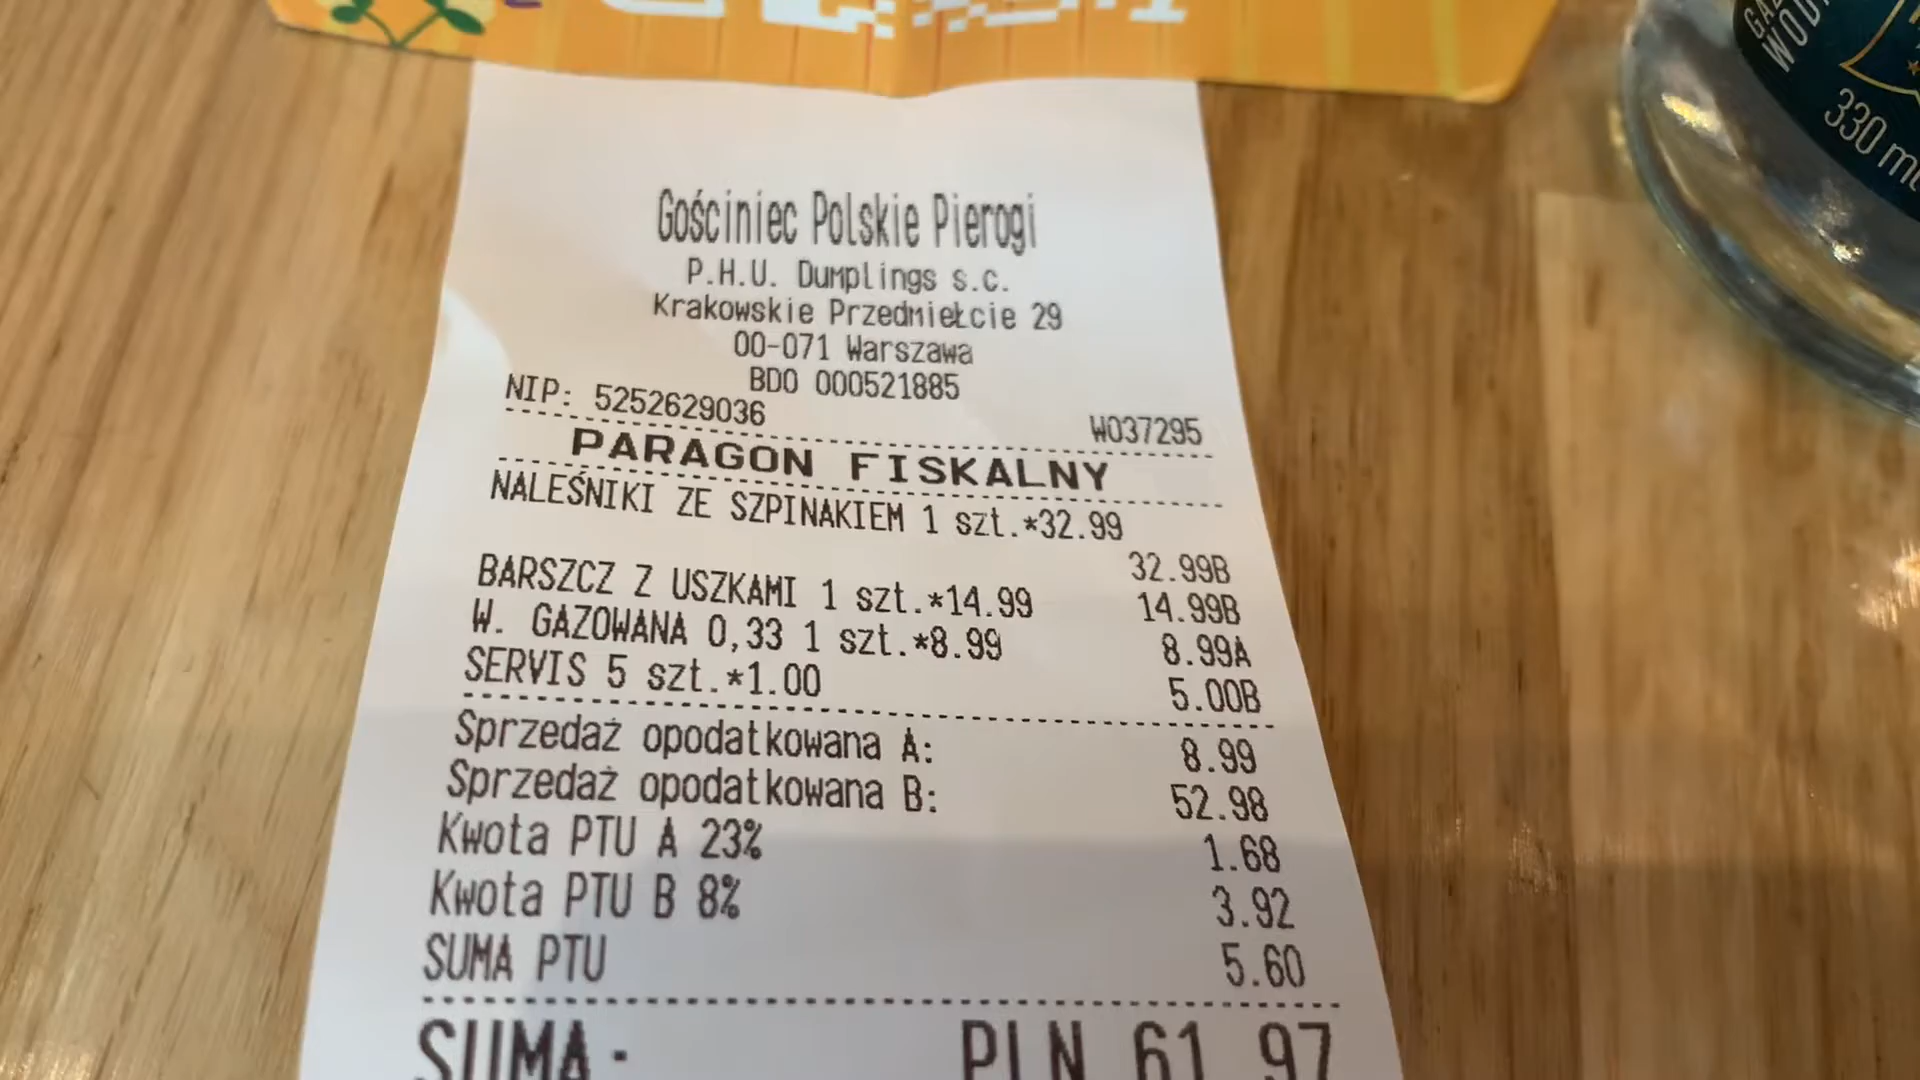 Gościniec Polskie Pierogi
P.H.U. Dumplings s.c.
Krakowskie Przedmiełcie 29
00-071 Warszawa
BDO 000521885
NIP: 5252629036 W037295
PARAGON FISKALNY
NALEŚNIKI ZE SZPINAKIEM 1 szt.*32.99
32.99B
BARSZCZ Z USZKAMI 1 szt.*14.99 14.99B
W. GAZOWANA 0,33 1 szt.*8.99 8.99A
SERVIS 5 szt.*1.00 5.00B
Sprzedaż opodatkowana A: 8.99
Sprzedaż opodatkowana B: 52.98
Kwota PTU A 23% 1.68
Kwota PTU B 8% 3.92
SUMA PTU 5.60
SUMA: PLN 61.97
330 ml